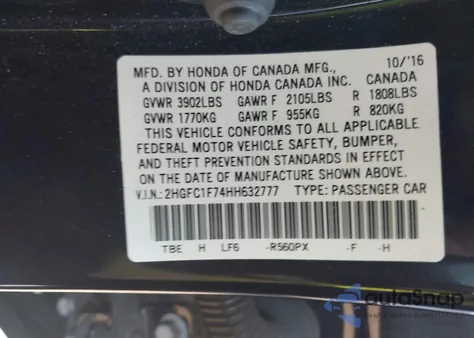 10/'16
MFD. BY HONDA OF CANADA MFG.,
A DIVISION OF HONDA CANADA INC. CANADA
GVWR 3902LBS GAWR F 2105LBS R 1808LBS
GVWR 1770KG GAWR F 955KG R 820KG
THIS VEHICLE CONFORMS TO ALL APPLICABLE
FEDERAL MOTOR VEHICLE SAFETY, BUMPER,
AND THEFT PREVENTION STANDARDS IN EFFECT
ON THE DATE OF MANUFACTURE SHOWN ABOVE.
V.I.N.: 2HGFC1F74HH632777 TYPE: PASSENGER CAR
TBE H LF6 -R560PX -F -H
autoSnap